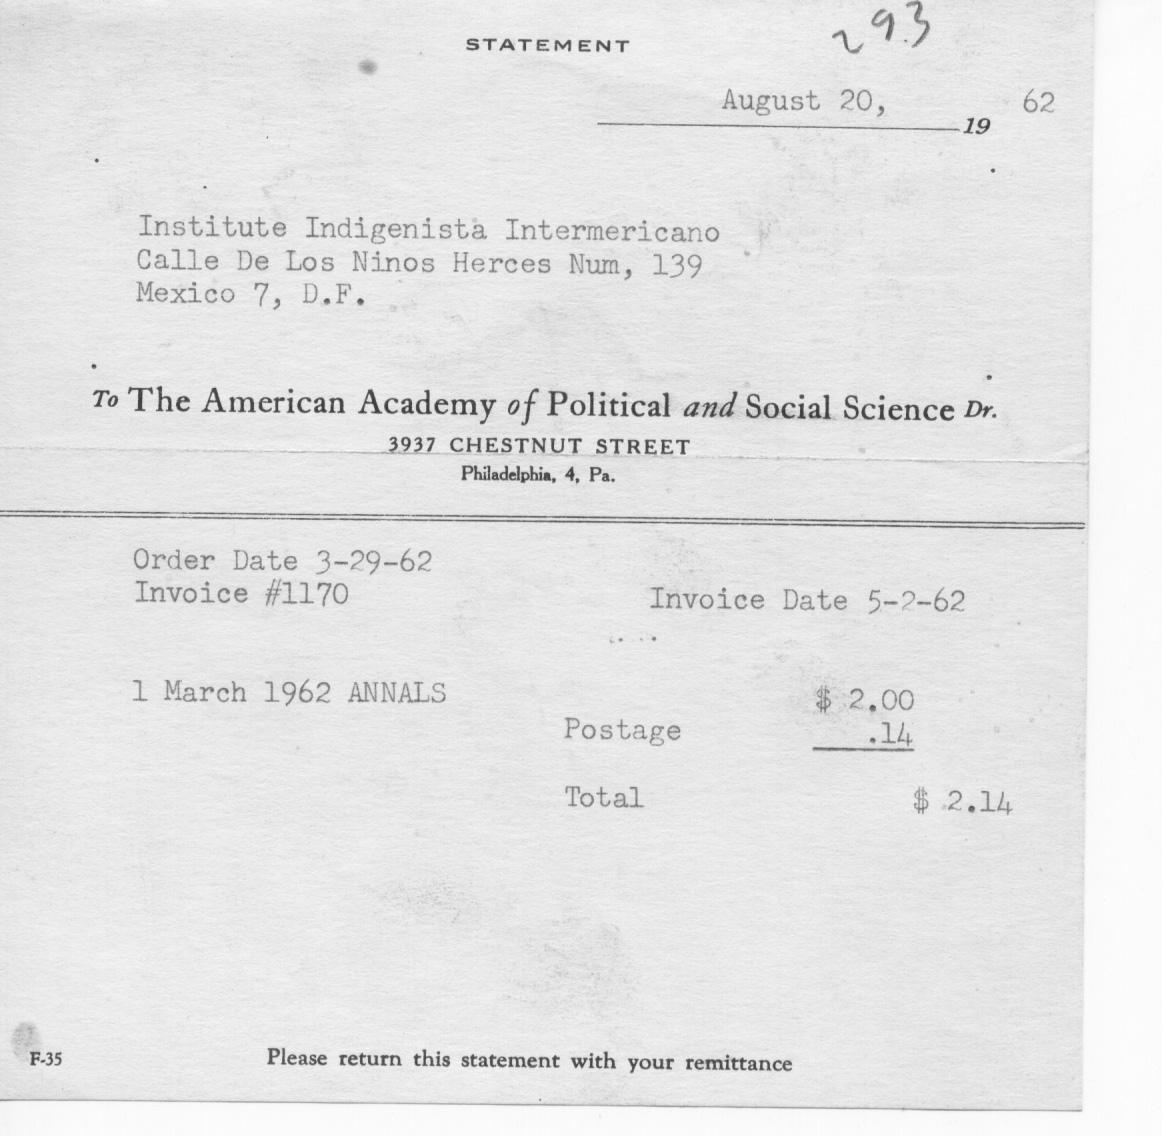 293
STATEMENT
August 20, 19 62
Institute Indigenista Intermericano
Calle De Los Ninos Herces Num, 139
Mexico 7, D.F.
To The American Academy of Political and Social Science Dr.
3937 CHESTNUT STREET
Philadelphia, 4, Pa.
Order Date 3-29-62
Invoice #1170
Invoice Date 5-2-62
1 March 1962 ANNALS $ 2.00
Postage .14
Total $ 2.14
F-35 Please return this statement with your remittance